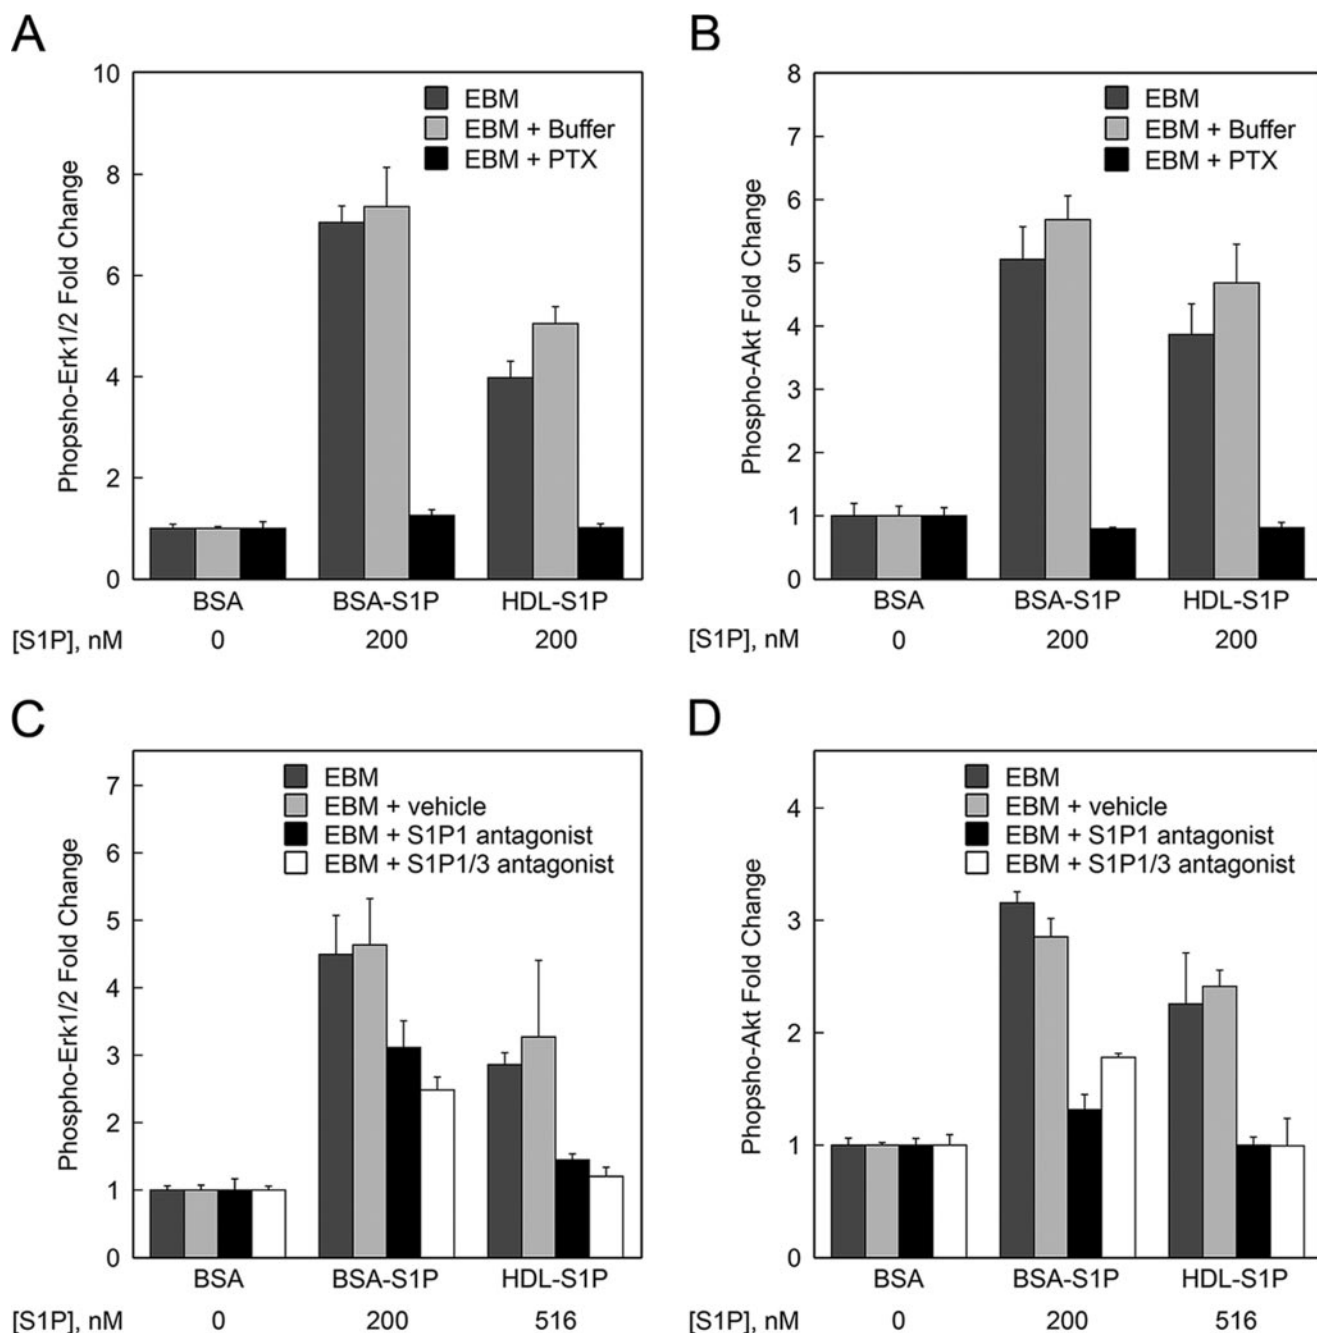 A
Phopsho-Erk1/2 Fold Change
10
8
6
4
2
0
EBM
EBM + Buffer
EBM + PTX
BSA BSA-S1P HDL-S1P
[S1P], nM 0 200 200
B
Phospho-Akt Fold Change
8
7
6
5
4
3
2
1
0
EBM
EBM + Buffer
EBM + PTX
BSA BSA-S1P HDL-S1P
[S1P], nM 0 200 200
C
Phospho-Erk1/2 Fold Change
7
6
5
4
3
2
1
0
EBM
EBM + vehicle
EBM + S1P1 antagonist
EBM + S1P1/3 antagonist
BSA BSA-S1P HDL-S1P
[S1P], nM 0 200 516
D
Phopsho-Akt Fold Change
4
3
2
1
0
EBM
EBM + vehicle
EBM + S1P1 antagonist
EBM + S1P1/3 antagonist
BSA BSA-S1P HDL-S1P
[S1P], nM 0 200 516